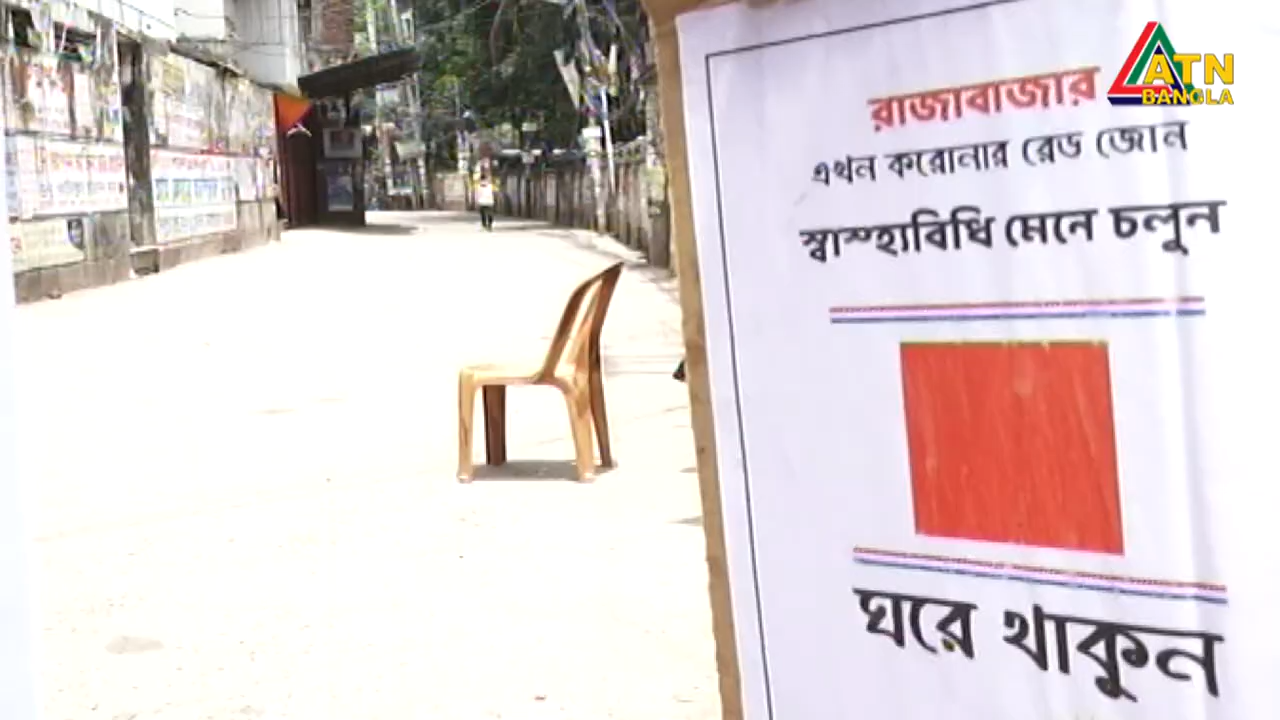 ATN
BANGLA
রাজাবাজার
এখন করোনার রেড জোন
স্বাস্হ্যবিধি মেনে চলুন
ঘরে থাকুন